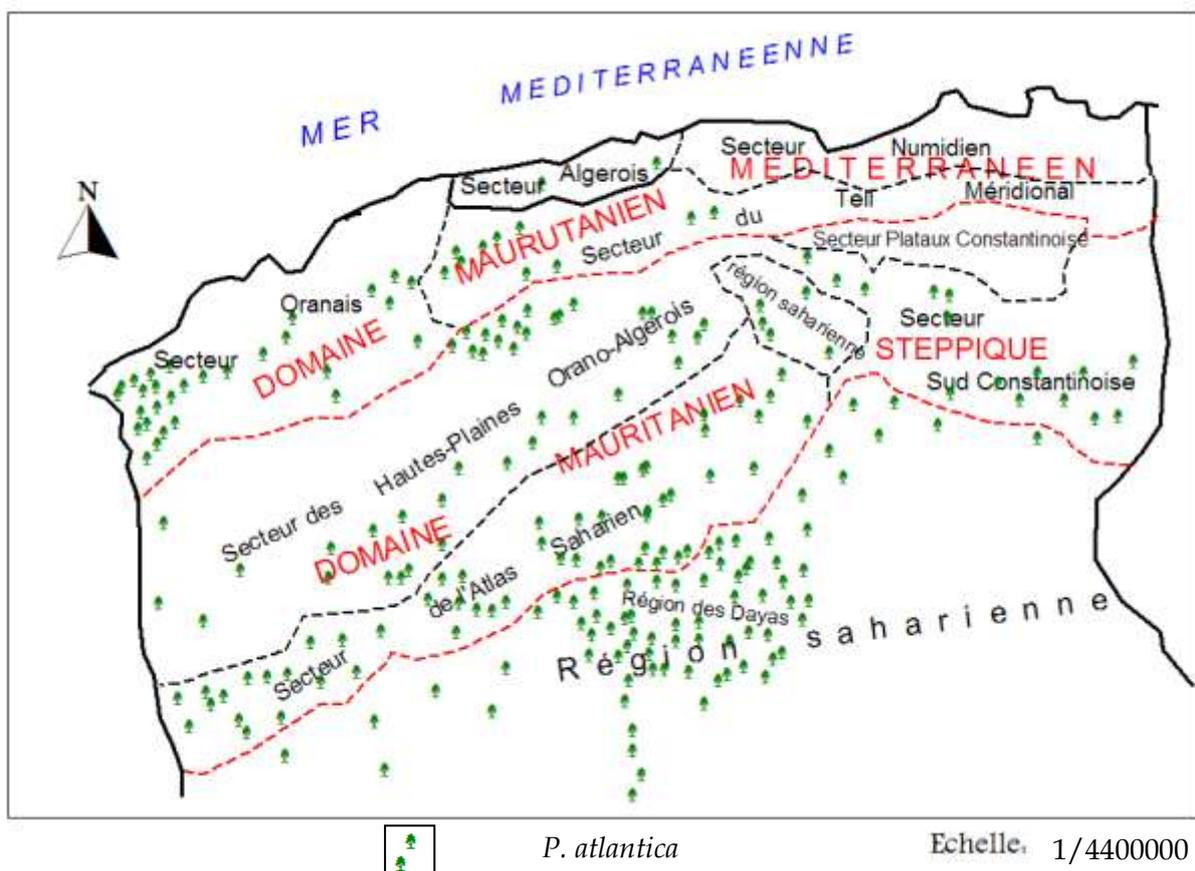 MER MEDITERRANEENNE
N
Secteur Numidien
Secteur Algerois
MEDITERRANEEN
Tell Méridional
MAURUTANIEN
Secteur du
Secteur Plataux Constantinoise
région saharienne
Oranais
Secteur
DOMAINE
Orano-Algerois
Secteur
STEPPIQUE
Sud Constantinoise
Secteur des Hautes-Plaines
MAURITANIEN
DOMAINE
Saharien
de l'Atlas
Secteur
Région des Dayas
Région saharienne
P. atlantica
Echelle. 1/4400000